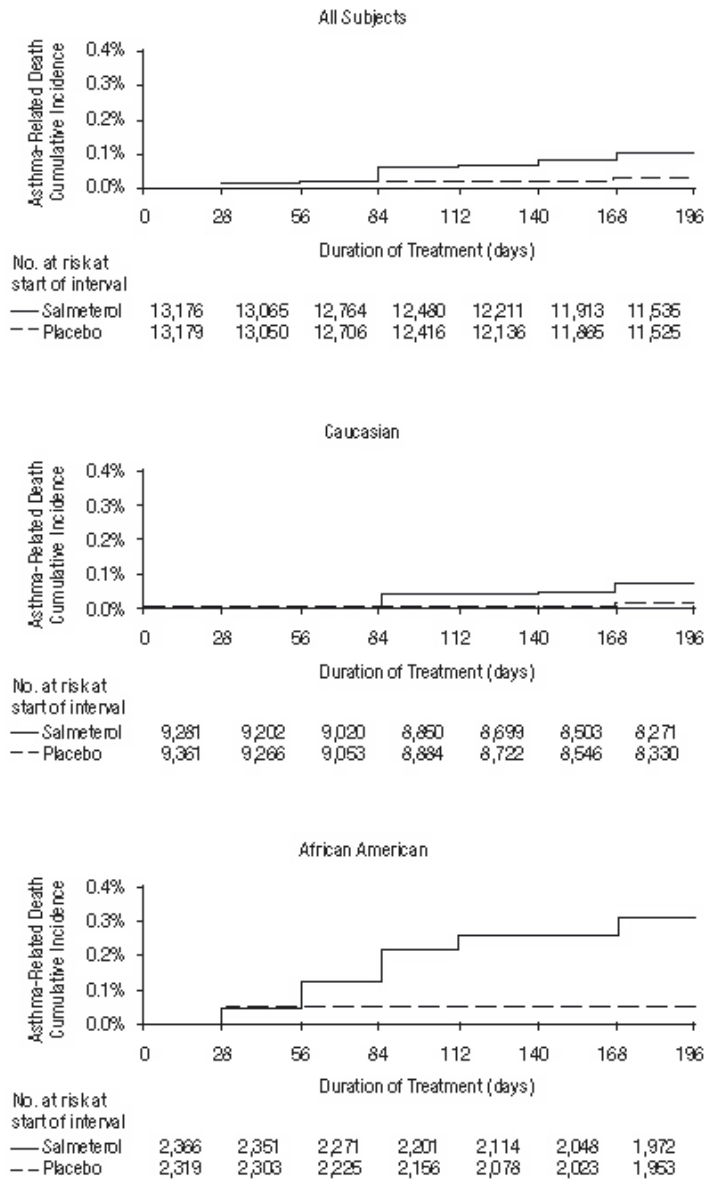 All Subjects
Asthma-Related Death
Cumulative Incidence
0.4%
0.3%
0.2%
0.1%
0.0%
0 28 56 84 112 140 168 196
Duration of Treatment (days)
No. at risk at
start of interval
Salmeterol 13,176 13,065 12,764 12,480 12,211 11,913 11,535
Placebo 13,179 13,050 12,706 12,416 12,136 11,865 11,525
Caucasian
Asthma-Related Death
Cumulative Incidence
0.4%
0.3%
0.2%
0.1%
0.0%
0 28 56 84 112 140 168 196
Duration of Treatment (days)
No. at risk at
start of interval
Salmeterol 9,281 9,202 9,020 8,850 8,699 8,503 8,271
Placebo 9,361 9,266 9,053 8,884 8,722 8,546 8,330
African American
Asthma-Related Death
Cumulative Incidence
0.4%
0.3%
0.2%
0.1%
0.0%
0 28 56 84 112 140 168 196
Duration of Treatment (days)
No. at risk at
start of interval
Salmeterol 2,366 2,351 2,271 2,201 2,114 2,048 1,972
Placebo 2,319 2,303 2,225 2,156 2,078 2,023 1,953